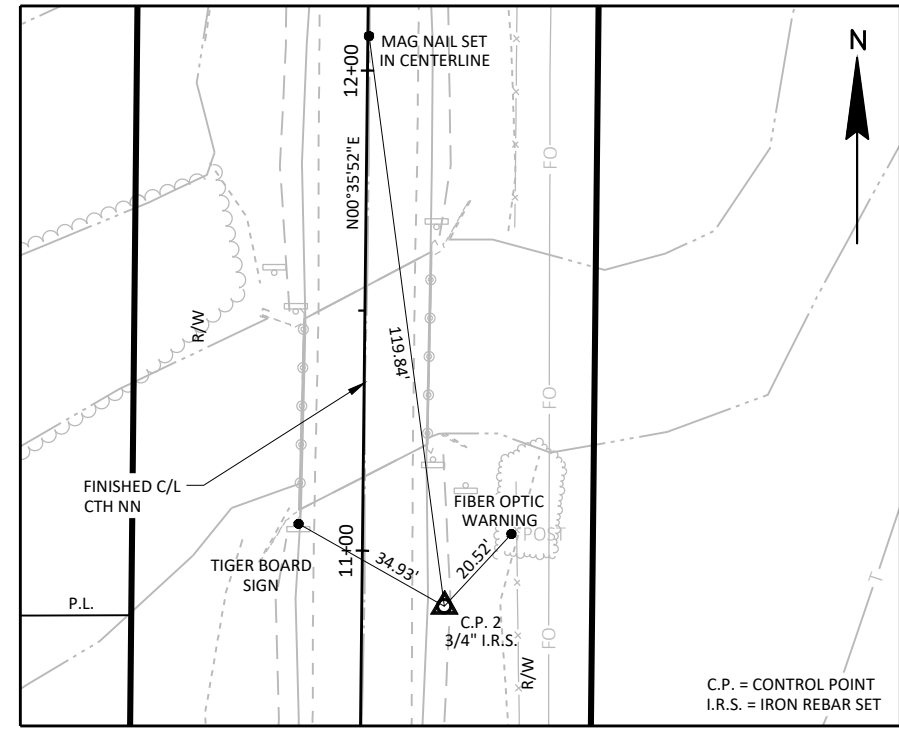 MAG NAIL SET
IN CENTERLINE
N
12+00
N00°35'52"E
FO
R/W
119.84'
FO
FINISHED C/L
CTH NN
FIBER OPTIC
WARNING
POST
11+00
TIGER BOARD
SIGN
34.93'
20.52'
T
P.L.
C.P. 2
3/4" I.R.S.
FO
R/W
C.P. = CONTROL POINT
I.R.S. = IRON REBAR SET